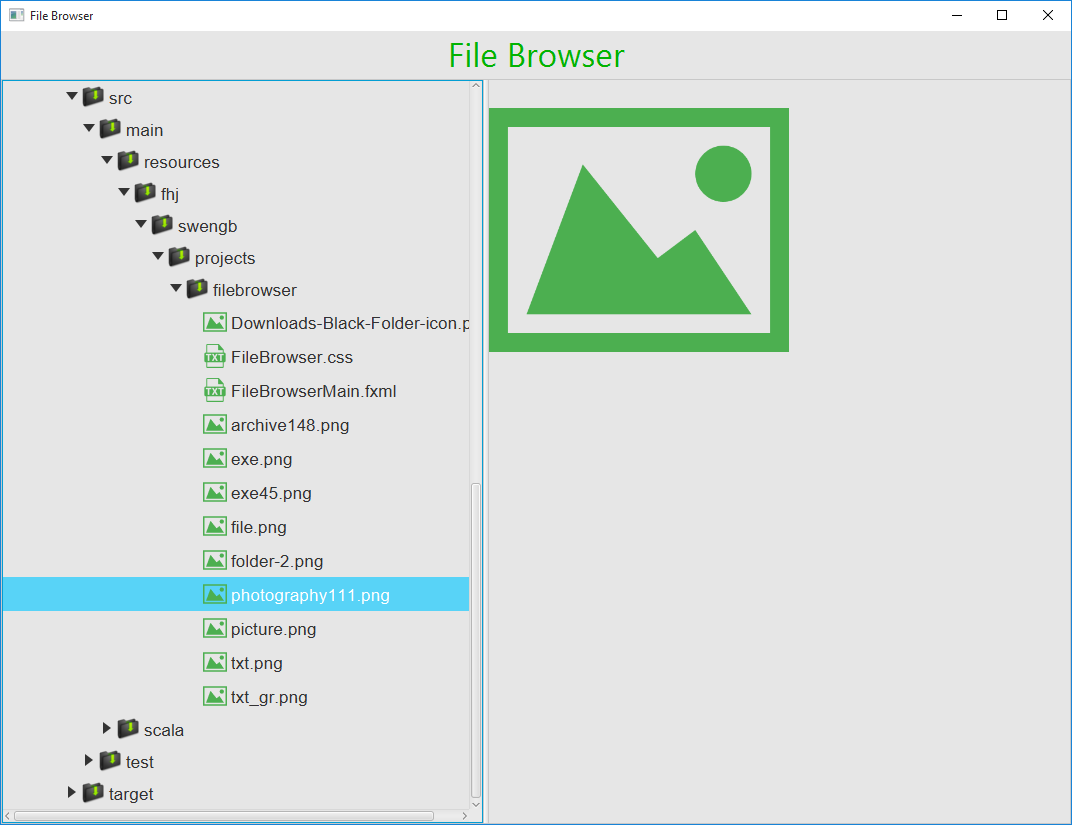 File Browser
File Browser
src
main
resources
fhj
swengb
projects
filebrowser
Downloads-Black-Folder-icon.p
TXT FileBrowser.css
TXT FileBrowserMain.fxml
archive148.png
exe.png
exe45.png
file.png
folder-2.png
photography111.png
picture.png
txt.png
txt_gr.png
scala
test
target